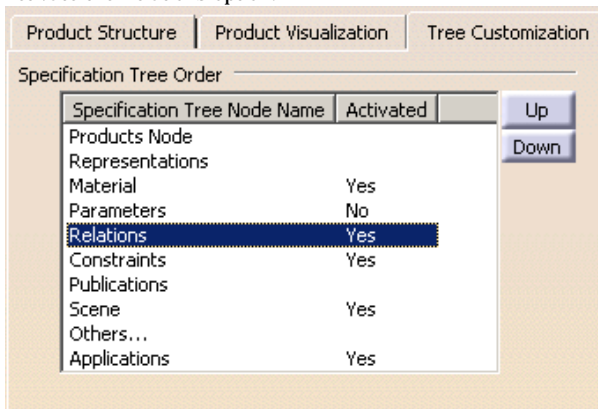 Product Structure Product Visualization Tree Customization
Specification Tree Order
Specification Tree Node Name Activated Up
Products Node Down
Representations
Material Yes
Parameters No
Relations Yes
Constraints Yes
Publications
Scene Yes
Others...
Applications Yes